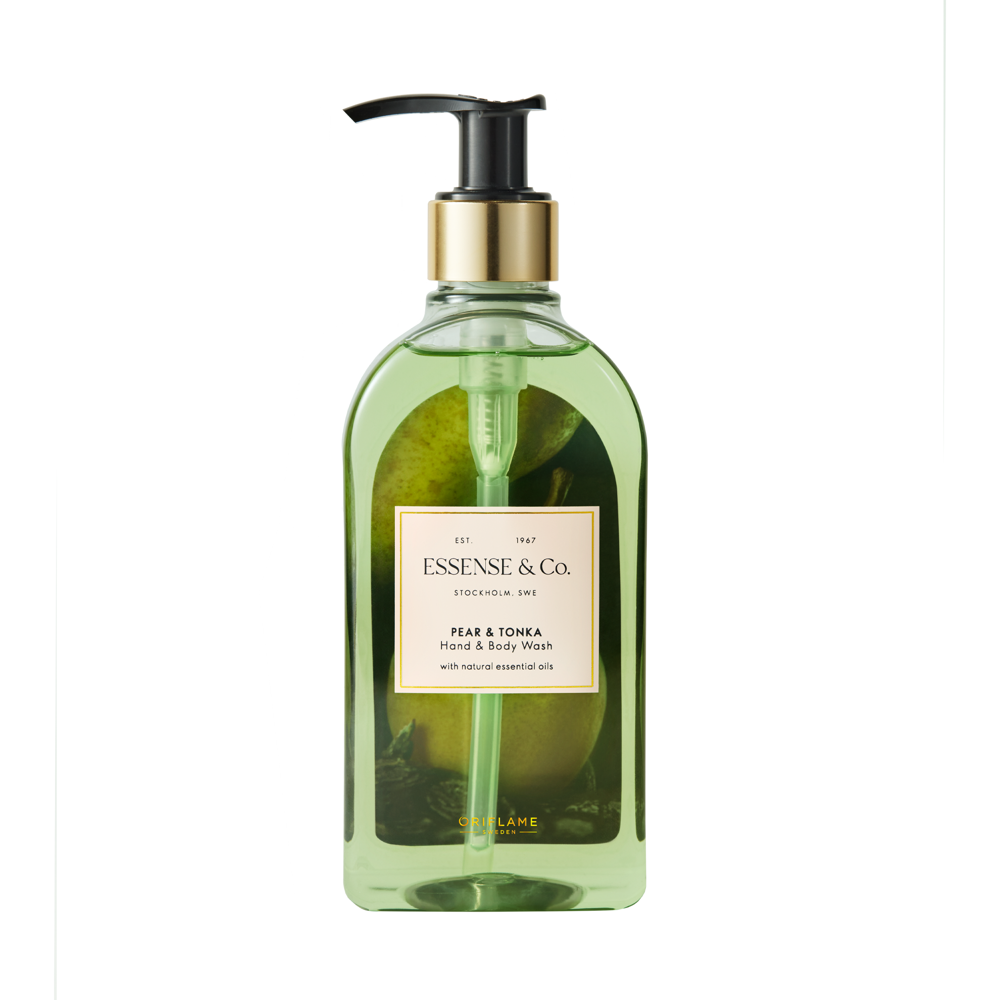 EST. 1967
ESSENSE & Co.
STOCKHOLM, SWE
PEAR & TONKA
Hand & Body Wash
with natural essential oils
ORIFLAME
SWEDEN